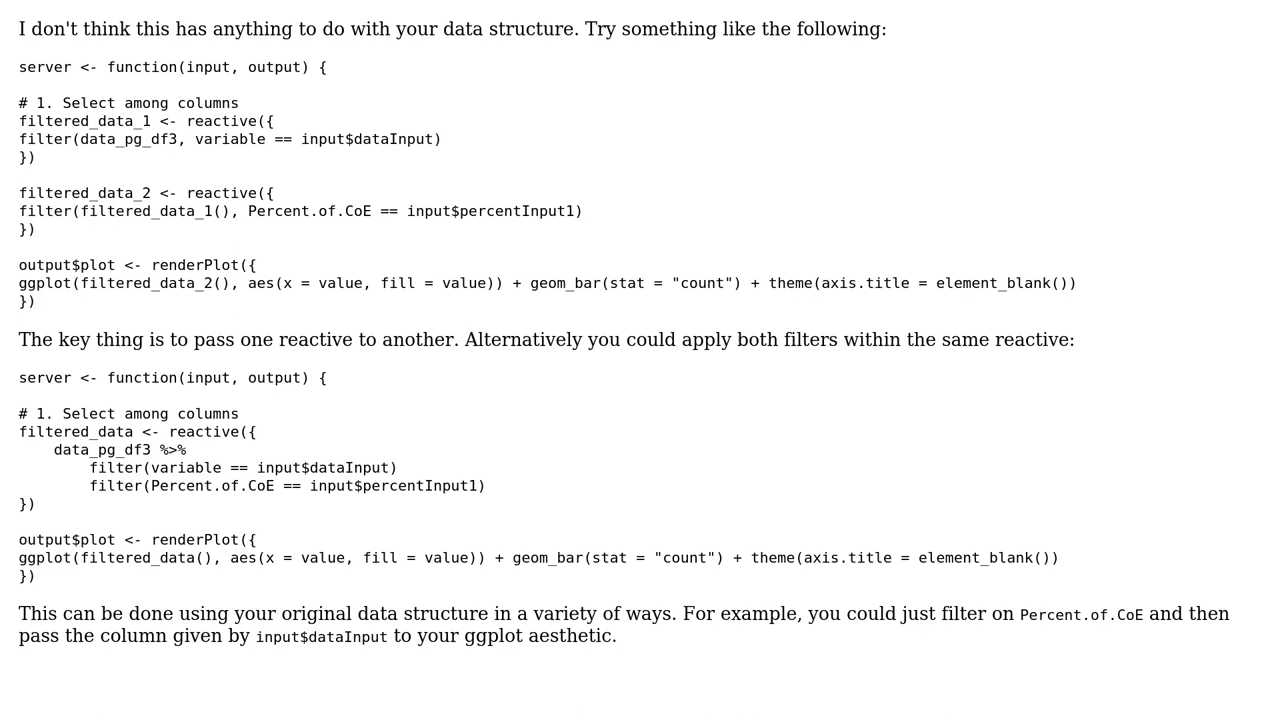 I don't think this has anything to do with your data structure. Try something like the following:
server <- function(input, output) {
# 1. Select among columns
filtered_data_1 <- reactive({
filter(data_pg_df3, variable == input$dataInput)
})
filtered_data_2 <- reactive({
filter(filtered_data_1(), Percent.of.CoE == input$percentInput1)
})
output$plot <- renderPlot({
ggplot(filtered_data_2(), aes(x = value, fill = value)) + geom_bar(stat = "count") + theme(axis.title = element_blank())
})
The key thing is to pass one reactive to another. Alternatively you could apply both filters within the same reactive:
server <- function(input, output) {
# 1. Select among columns
filtered_data <- reactive({
    data_pg_df3 %>%
        filter(variable == input$dataInput)
        filter(Percent.of.CoE == input$percentInput1)
})
output$plot <- renderPlot({
ggplot(filtered_data(), aes(x = value, fill = value)) + geom_bar(stat = "count") + theme(axis.title = element_blank())
})
This can be done using your original data structure in a variety of ways. For example, you could just filter on Percent.of.CoE and then
pass the column given by input$dataInput to your ggplot aesthetic.